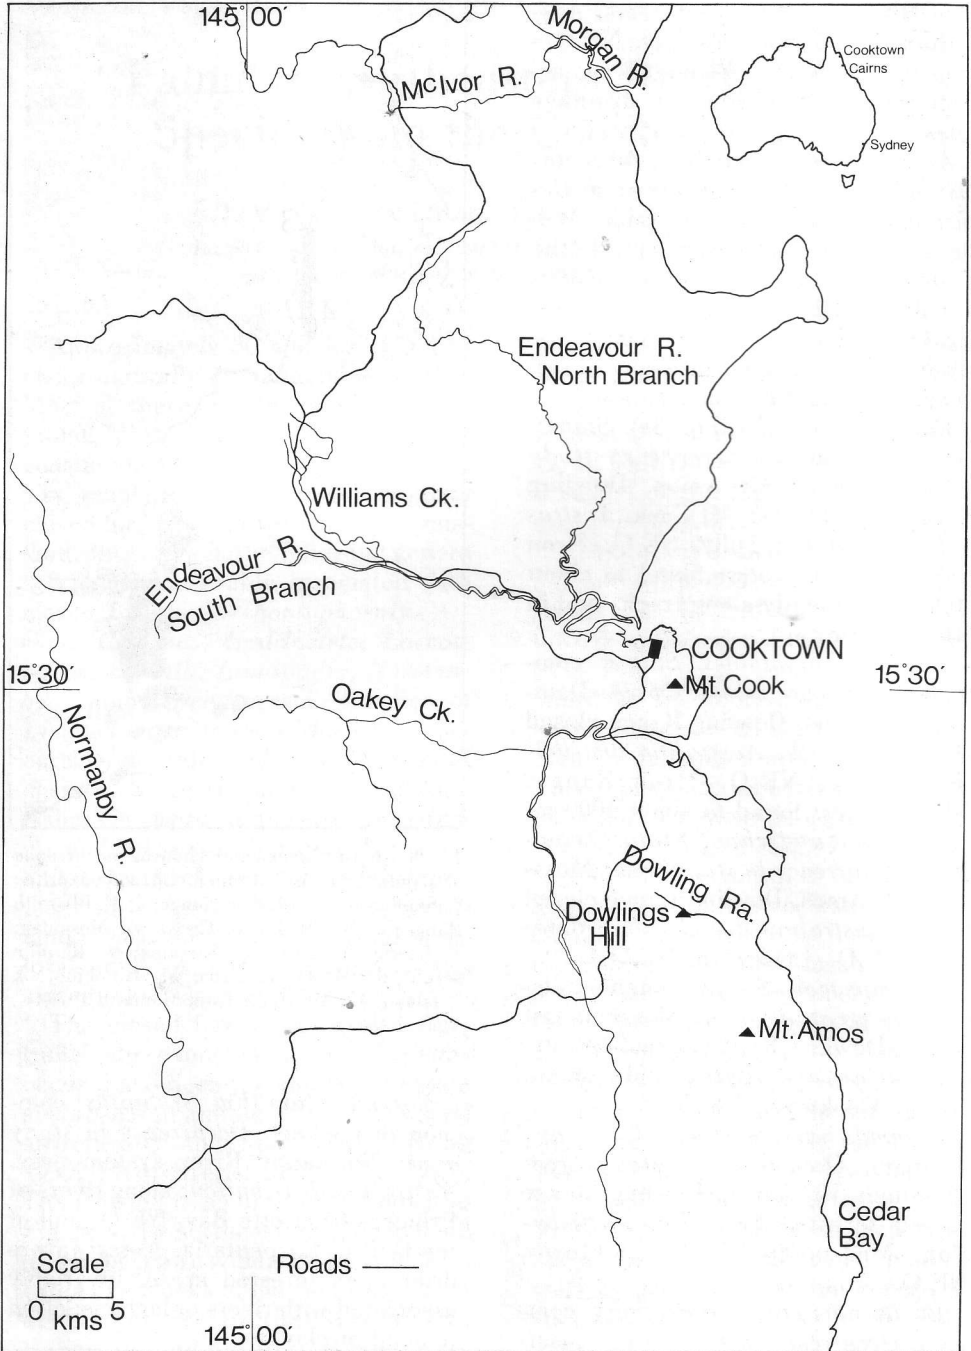 145°00′
Morgan R.
McIvor R.
Cooktown
Cairns
Sydney
Endeavour R.
North Branch
Williams Ck.
Endeavour R.
South Branch
COOKTOWN
15°30′
15°30′
Mt. Cook
Oakey Ck.
Normanby R.
Dowling Ra.
Dowlings
Hill
Mt. Amos
Cedar
Bay
Scale
0 5
kms
Roads
145°00′